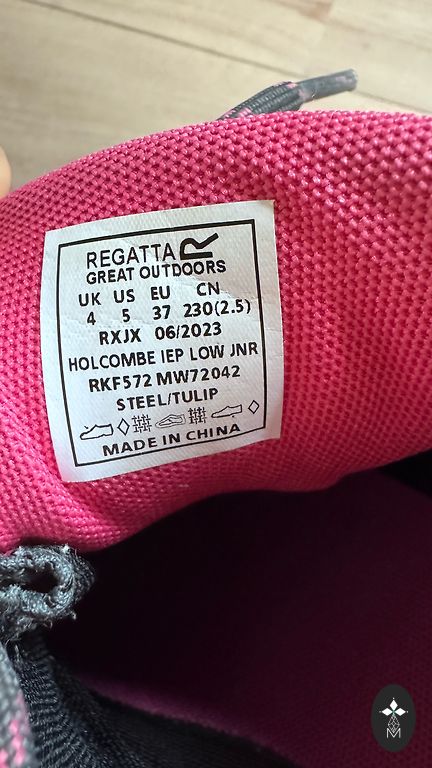 REGATTA R
GREAT OUTDOORS
UK US EU CN
4 5 37 230(2.5)
RXJX 06/2023
HOLCOMBE IEP LOW JNR
RKF572 MW72042
STEEL/TULIP
MADE IN CHINA
M